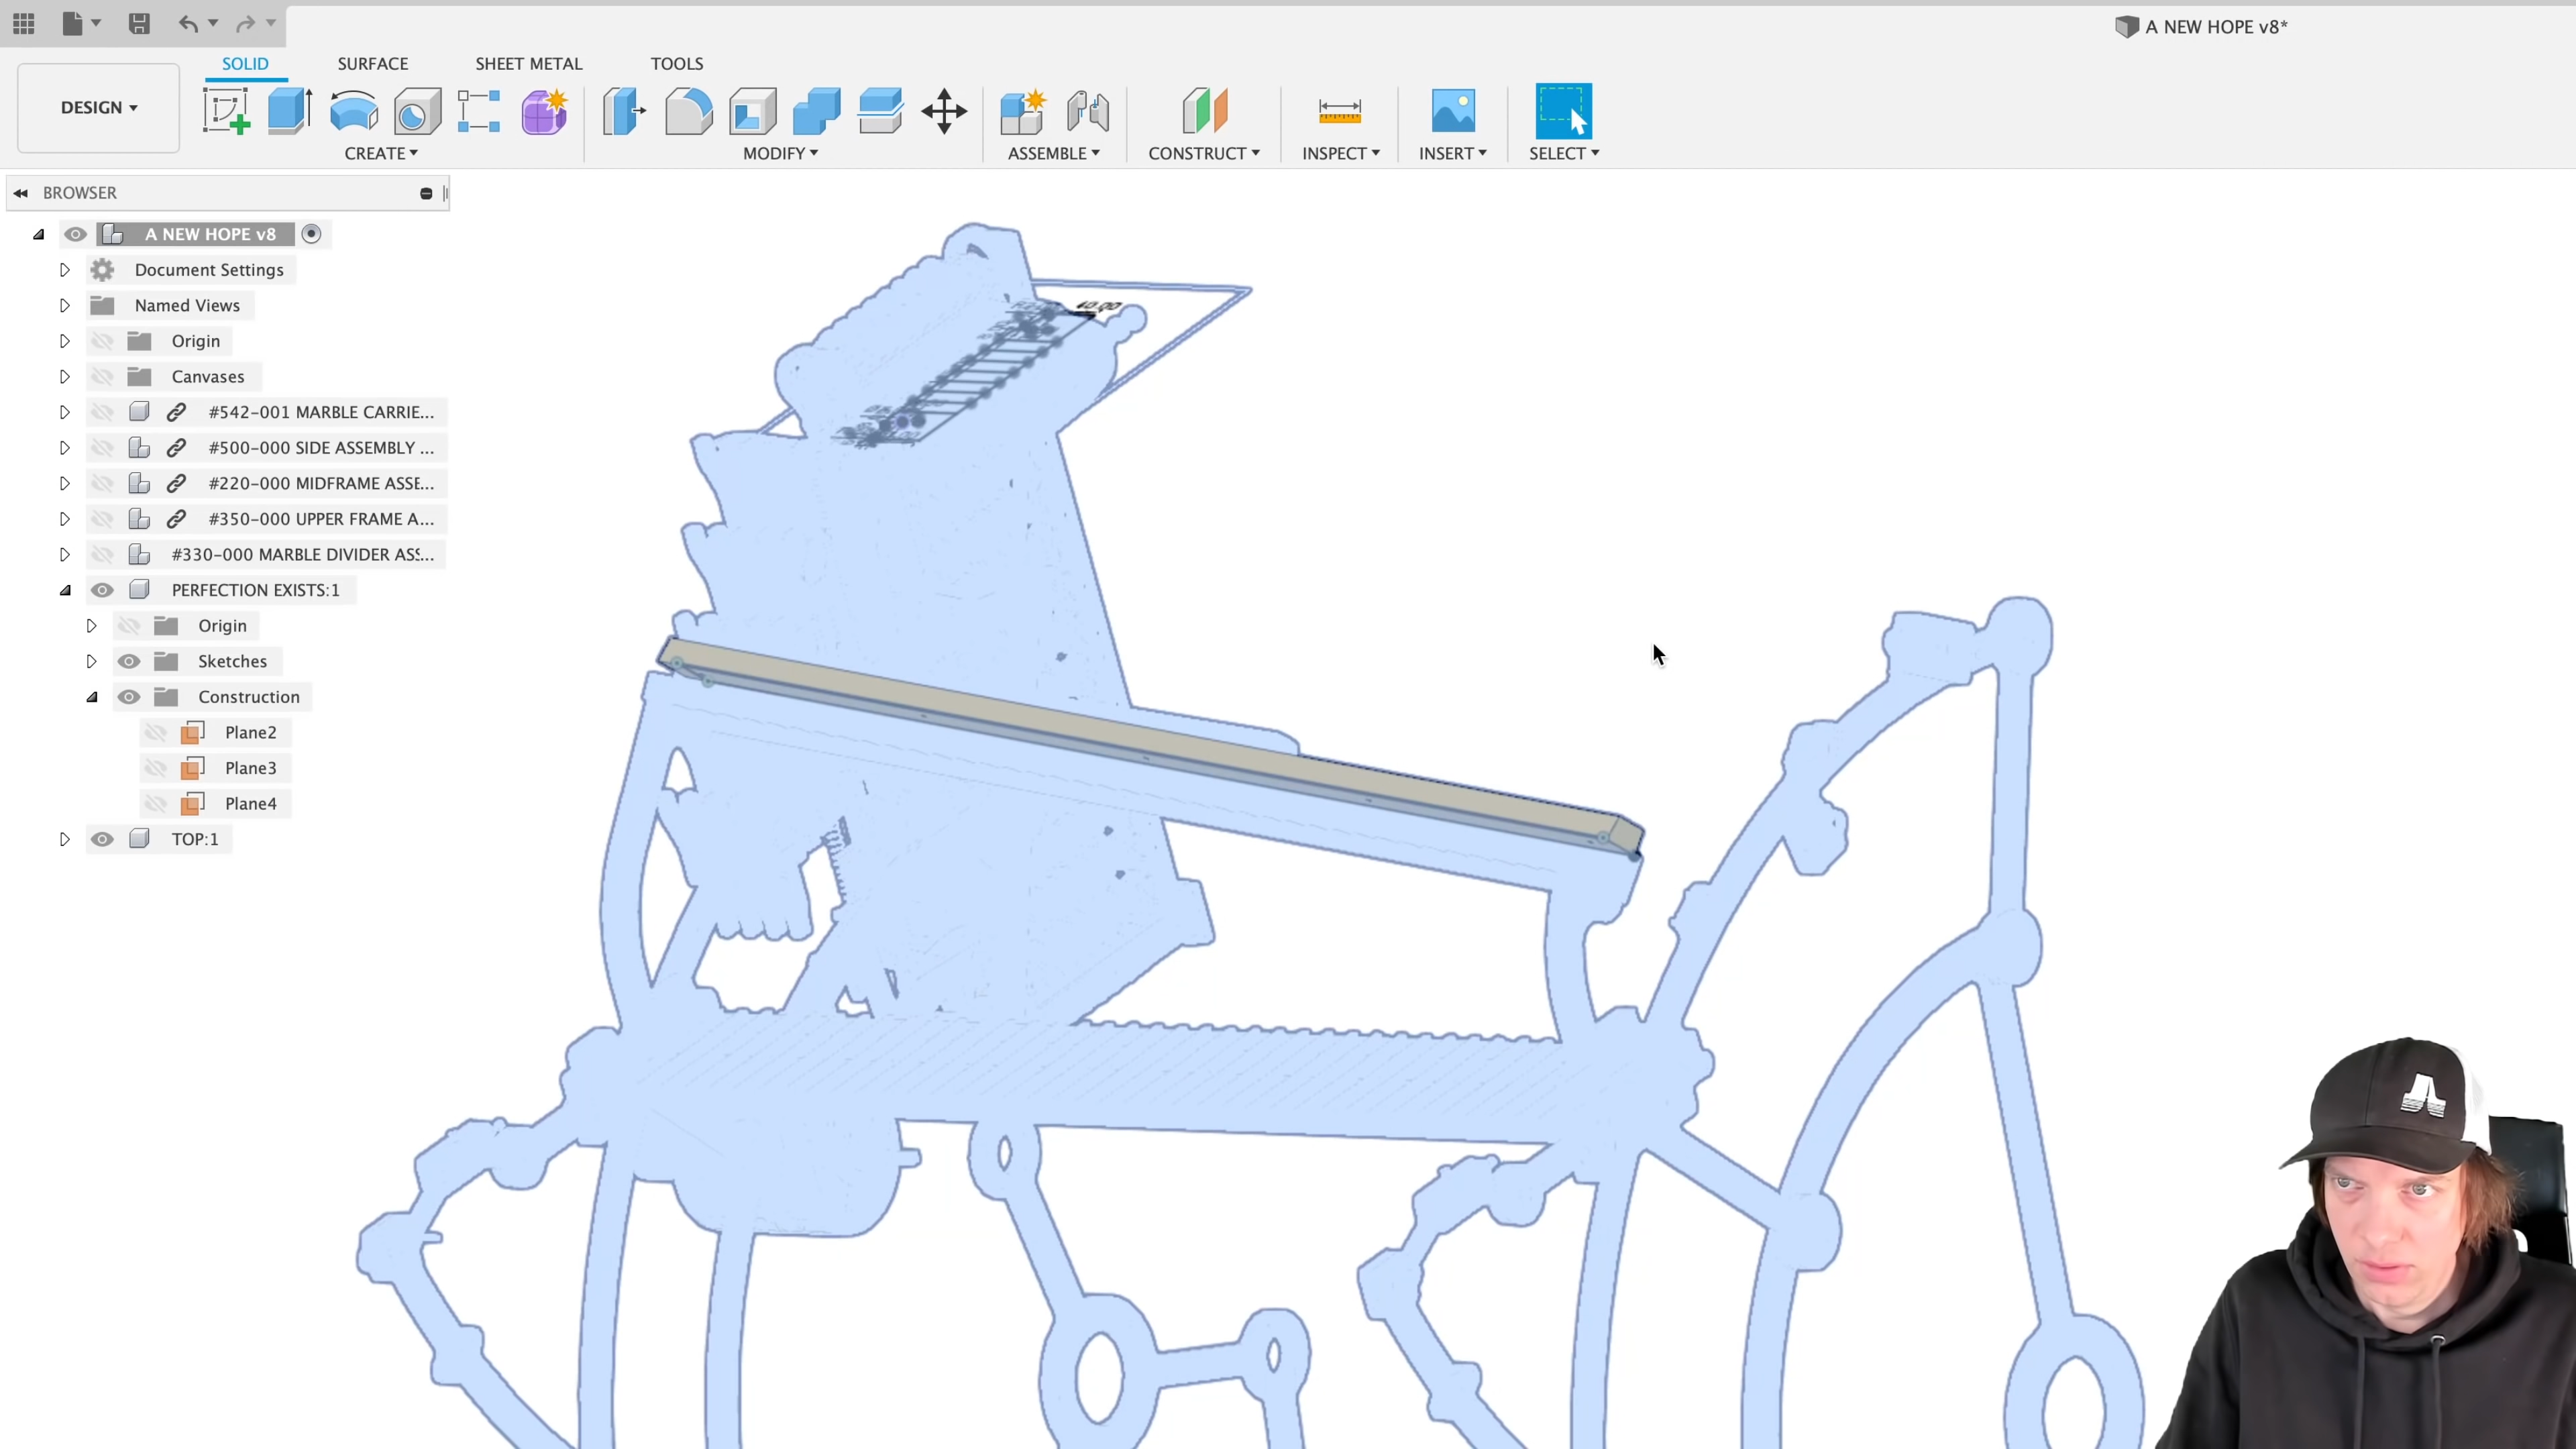 A NEW HOPE v8*
SOLID SURFACE SHEET METAL TOOLS
DESIGN
CREATE MODIFY ASSEMBLE CONSTRUCT INSPECT INSERT SELECT
BROWSER
A NEW HOPE v8
Document Settings
Named Views
Origin
Canvases
#542-001 MARBLE CARRIE...
#500-000 SIDE ASSEMBLY ...
#220-000 MIDFRAME ASSE...
#350-000 UPPER FRAME A...
#330-000 MARBLE DIVIDER ASS...
PERFECTION EXISTS:1
Origin
Sketches
Construction
Plane2
Plane3
Plane4
TOP:1
40.00